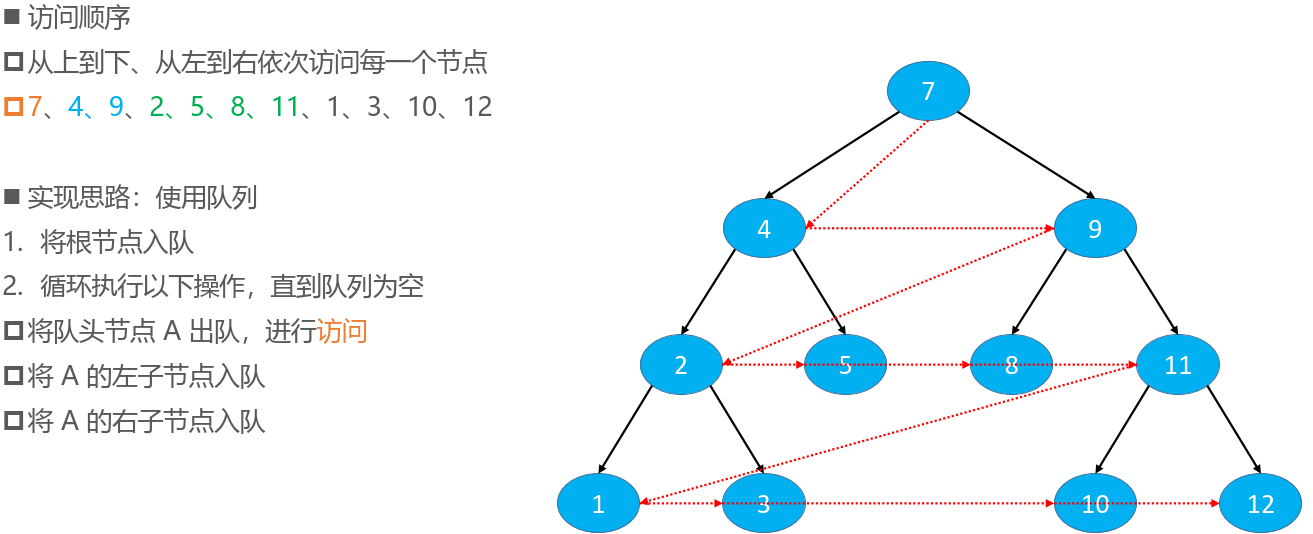 ■ 访问顺序
从上到下、从左到右依次访问每一个节点
7、4、9、2、5、8、11、1、3、10、12
■ 实现思路：使用队列
1. 将根节点入队
2. 循环执行以下操作，直到队列为空
将队头节点 A 出队，进行访问
将 A 的左子节点入队
将 A 的右子节点入队
7
4 9
2 5 8 11
1 3 10 12